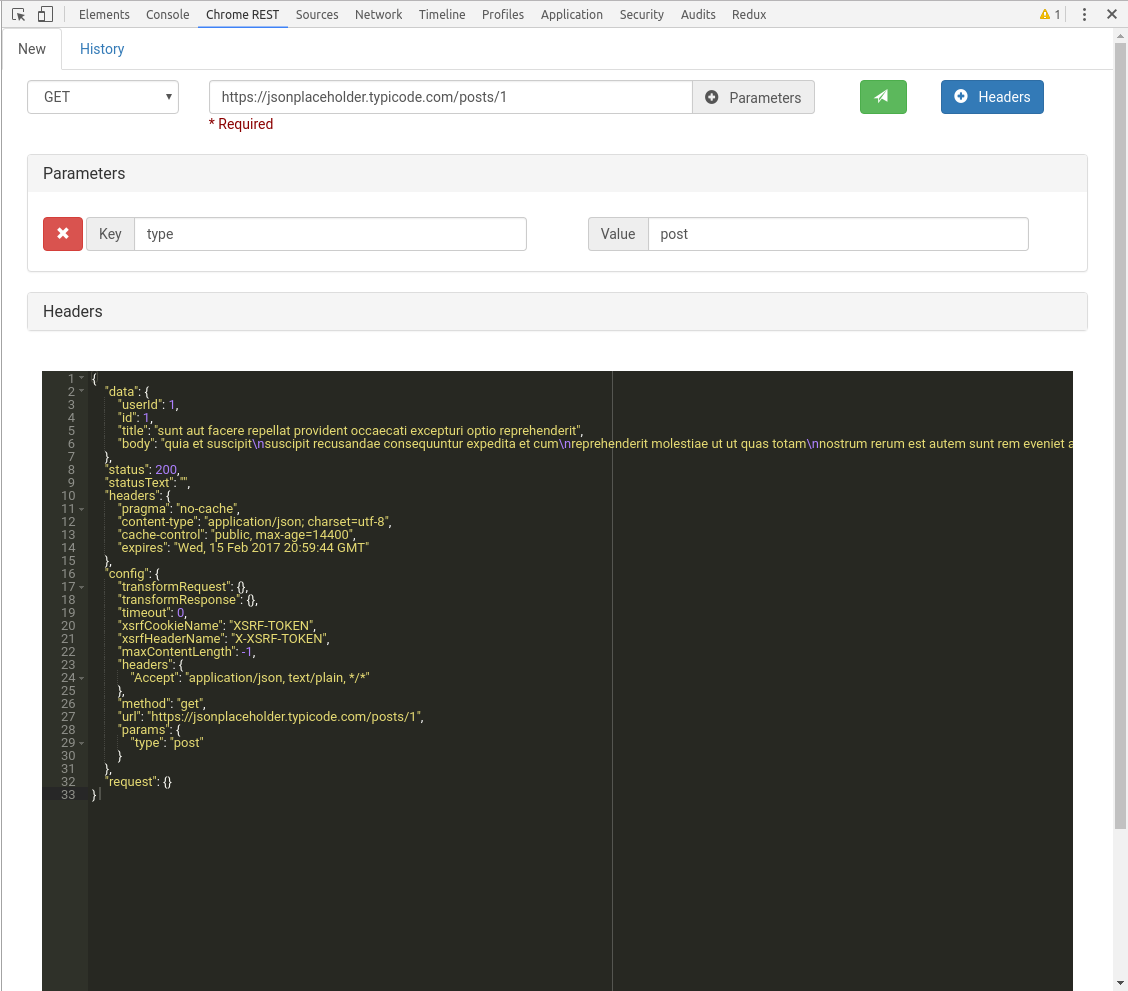 Elements Console Chrome REST Sources Network Timeline Profiles Application Security Audits Redux 1
New History
GET https://jsonplaceholder.typicode.com/posts/1 Parameters Headers
* Required
Parameters
Key type Value post
Headers
1 {
2 "data": {
3 "userId": 1,
4 "id": 1,
5 "title": "sunt aut facere repellat provident occaecati excepturi optio reprehenderit",
6 "body": "quia et suscipit\nsuscipit recusandae consequuntur expedita et cum\nreprehenderit molestiae ut ut quas totam\nnostrum rerum est autem sunt rem eveniet a
7 },
8 "status": 200,
9 "statusText": "",
10 "headers": {
11 "pragma": "no-cache",
12 "content-type": "application/json; charset=utf-8",
13 "cache-control": "public, max-age=14400",
14 "expires": "Wed, 15 Feb 2017 20:59:44 GMT"
15 },
16 "config": {
17 "transformRequest": {},
18 "transformResponse": {},
19 "timeout": 0,
20 "xsrfCookieName": "XSRF-TOKEN",
21 "xsrfHeaderName": "X-XSRF-TOKEN",
22 "maxContentLength": -1,
23 "headers": {
24 "Accept": "application/json, text/plain, */*"
25 },
26 "method": "get",
27 "url": "https://jsonplaceholder.typicode.com/posts/1",
28 "params": {
29 "type": "post"
30 }
31 },
32 "request": {}
33 }